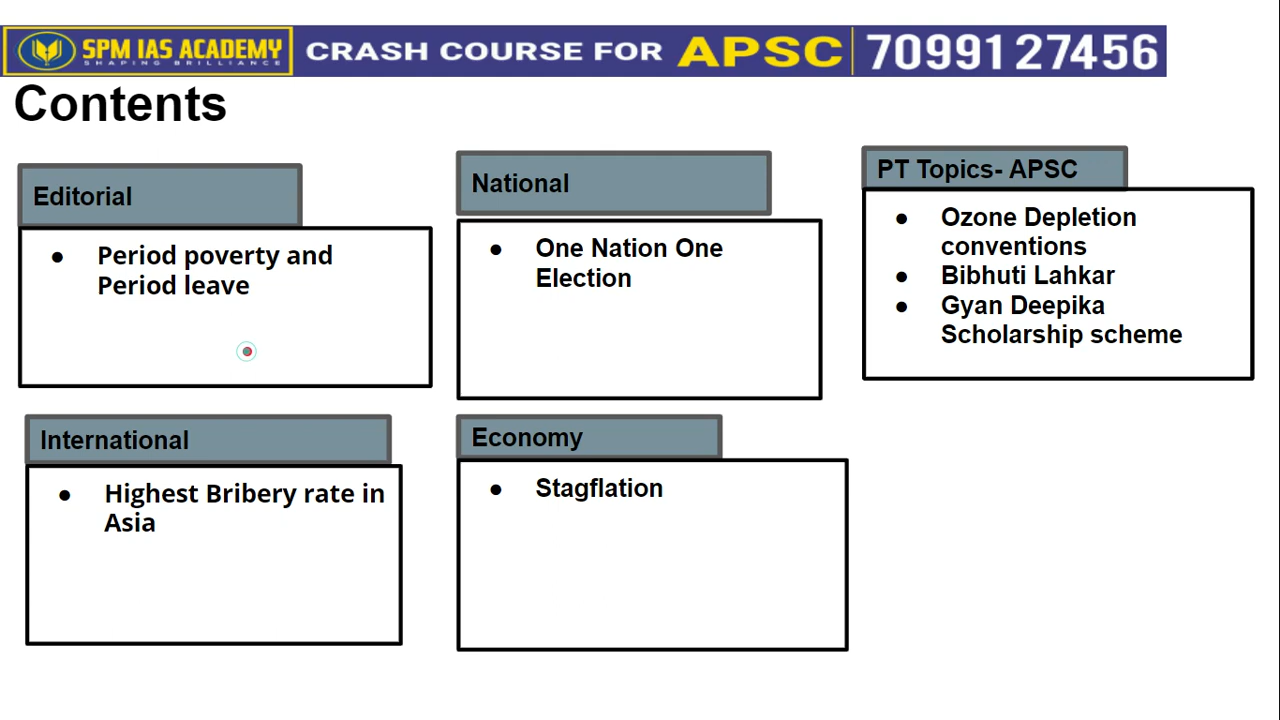 SPM IAS ACADEMY
SHAPING BRILLIANCE
CRASH COURSE FOR APSC 70991 27456
Contents
Editorial
● Period poverty and
Period leave
National
● One Nation One
Election
PT Topics- APSC
● Ozone Depletion
conventions
● Bibhuti Lahkar
● Gyan Deepika
Scholarship scheme
International
● Highest Bribery rate in
Asia
Economy
● Stagflation